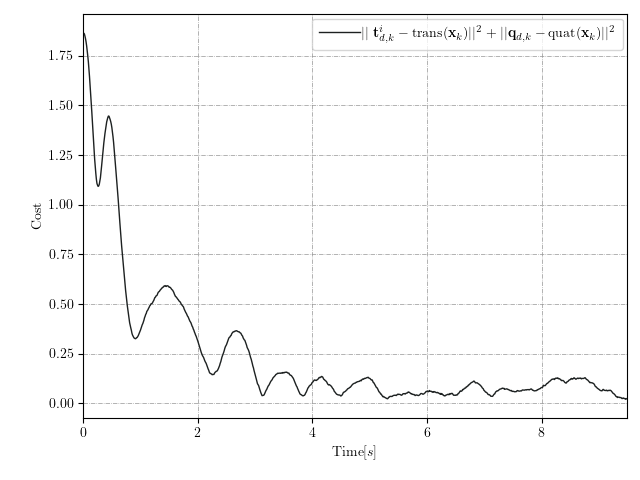 || t^i_{d,k} − trans(x_k)||^2 + ||q_{d,k} − quat(x_k)||^2
1.75
1.50
1.25
1.00
0.75
0.50
0.25
0.00
Cost
0 2 4 6 8
Time[s]